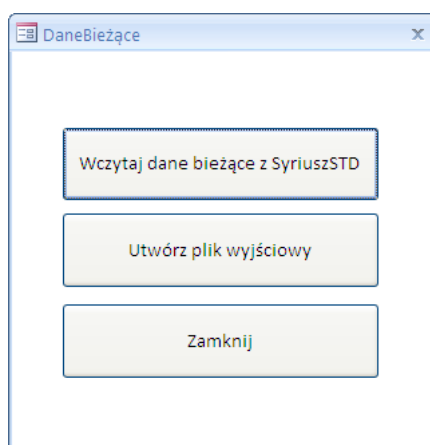 DaneBieżące
Wczytaj dane bieżące z SyriuszSTD
Utwórz plik wyjściowy
Zamknij